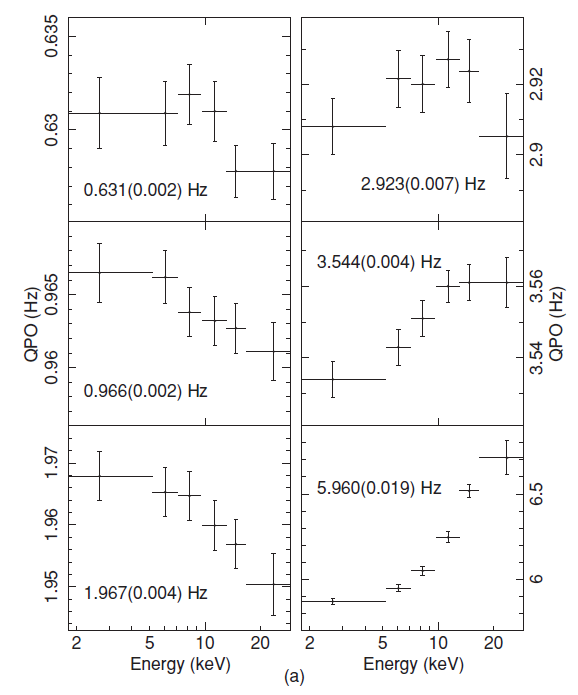 0.635
0.63
0.631(0.002) Hz
2.92
2.9
2.923(0.007) Hz
QPO (Hz)
0.965
0.96
0.966(0.002) Hz
3.544(0.004) Hz
3.56
3.54
QPO (Hz)
1.97
1.96
1.95
1.967(0.004) Hz
5.960(0.019) Hz
6.5
6
2 5 10 20
2 5 10 20
Energy (keV)
Energy (keV)
(a)